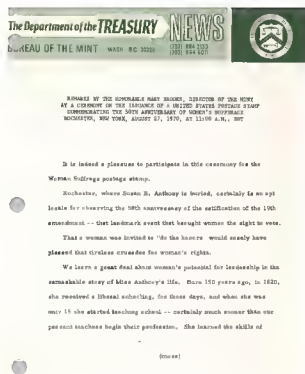 The Department of the TREASURY NEWS
BUREAU OF THE MINT WASH DC 20220
REMARKS BY THE HONORABLE MARY BROOKS, DIRECTOR OF THE MINT
AT A CEREMONY ON THE ISSUANCE OF A UNITED STATES POSTAGE STAMP
COMMEMORATING THE 50TH ANNIVERSARY OF WOMEN'S SUFFRAGE
ROCHESTER, NEW YORK, AUGUST 27, 1970, AT 11:00 A.M., EDT
It is indeed a pleasure to participate in this ceremony for the
Woman Suffrage postage stamp.
Rochester, where Susan B. Anthony is buried, certainly is an apt
locale for observing the 50th anniversary of the ratification of the 19th
amendment -- that landmark event that brought women the right to vote.
That a woman was invited to "do the honors" would surely have
pleased that tireless crusader for woman's rights.
We learn a great deal about woman's potential for leadership in the
remarkable story of Miss Anthony's life. Born 150 years ago, in 1820,
she received a liberal schooling, for those days, and when she was
only 15 she started teaching school -- certainly much sooner than our
present teachers begin their profession. She learned the skills of
(more)